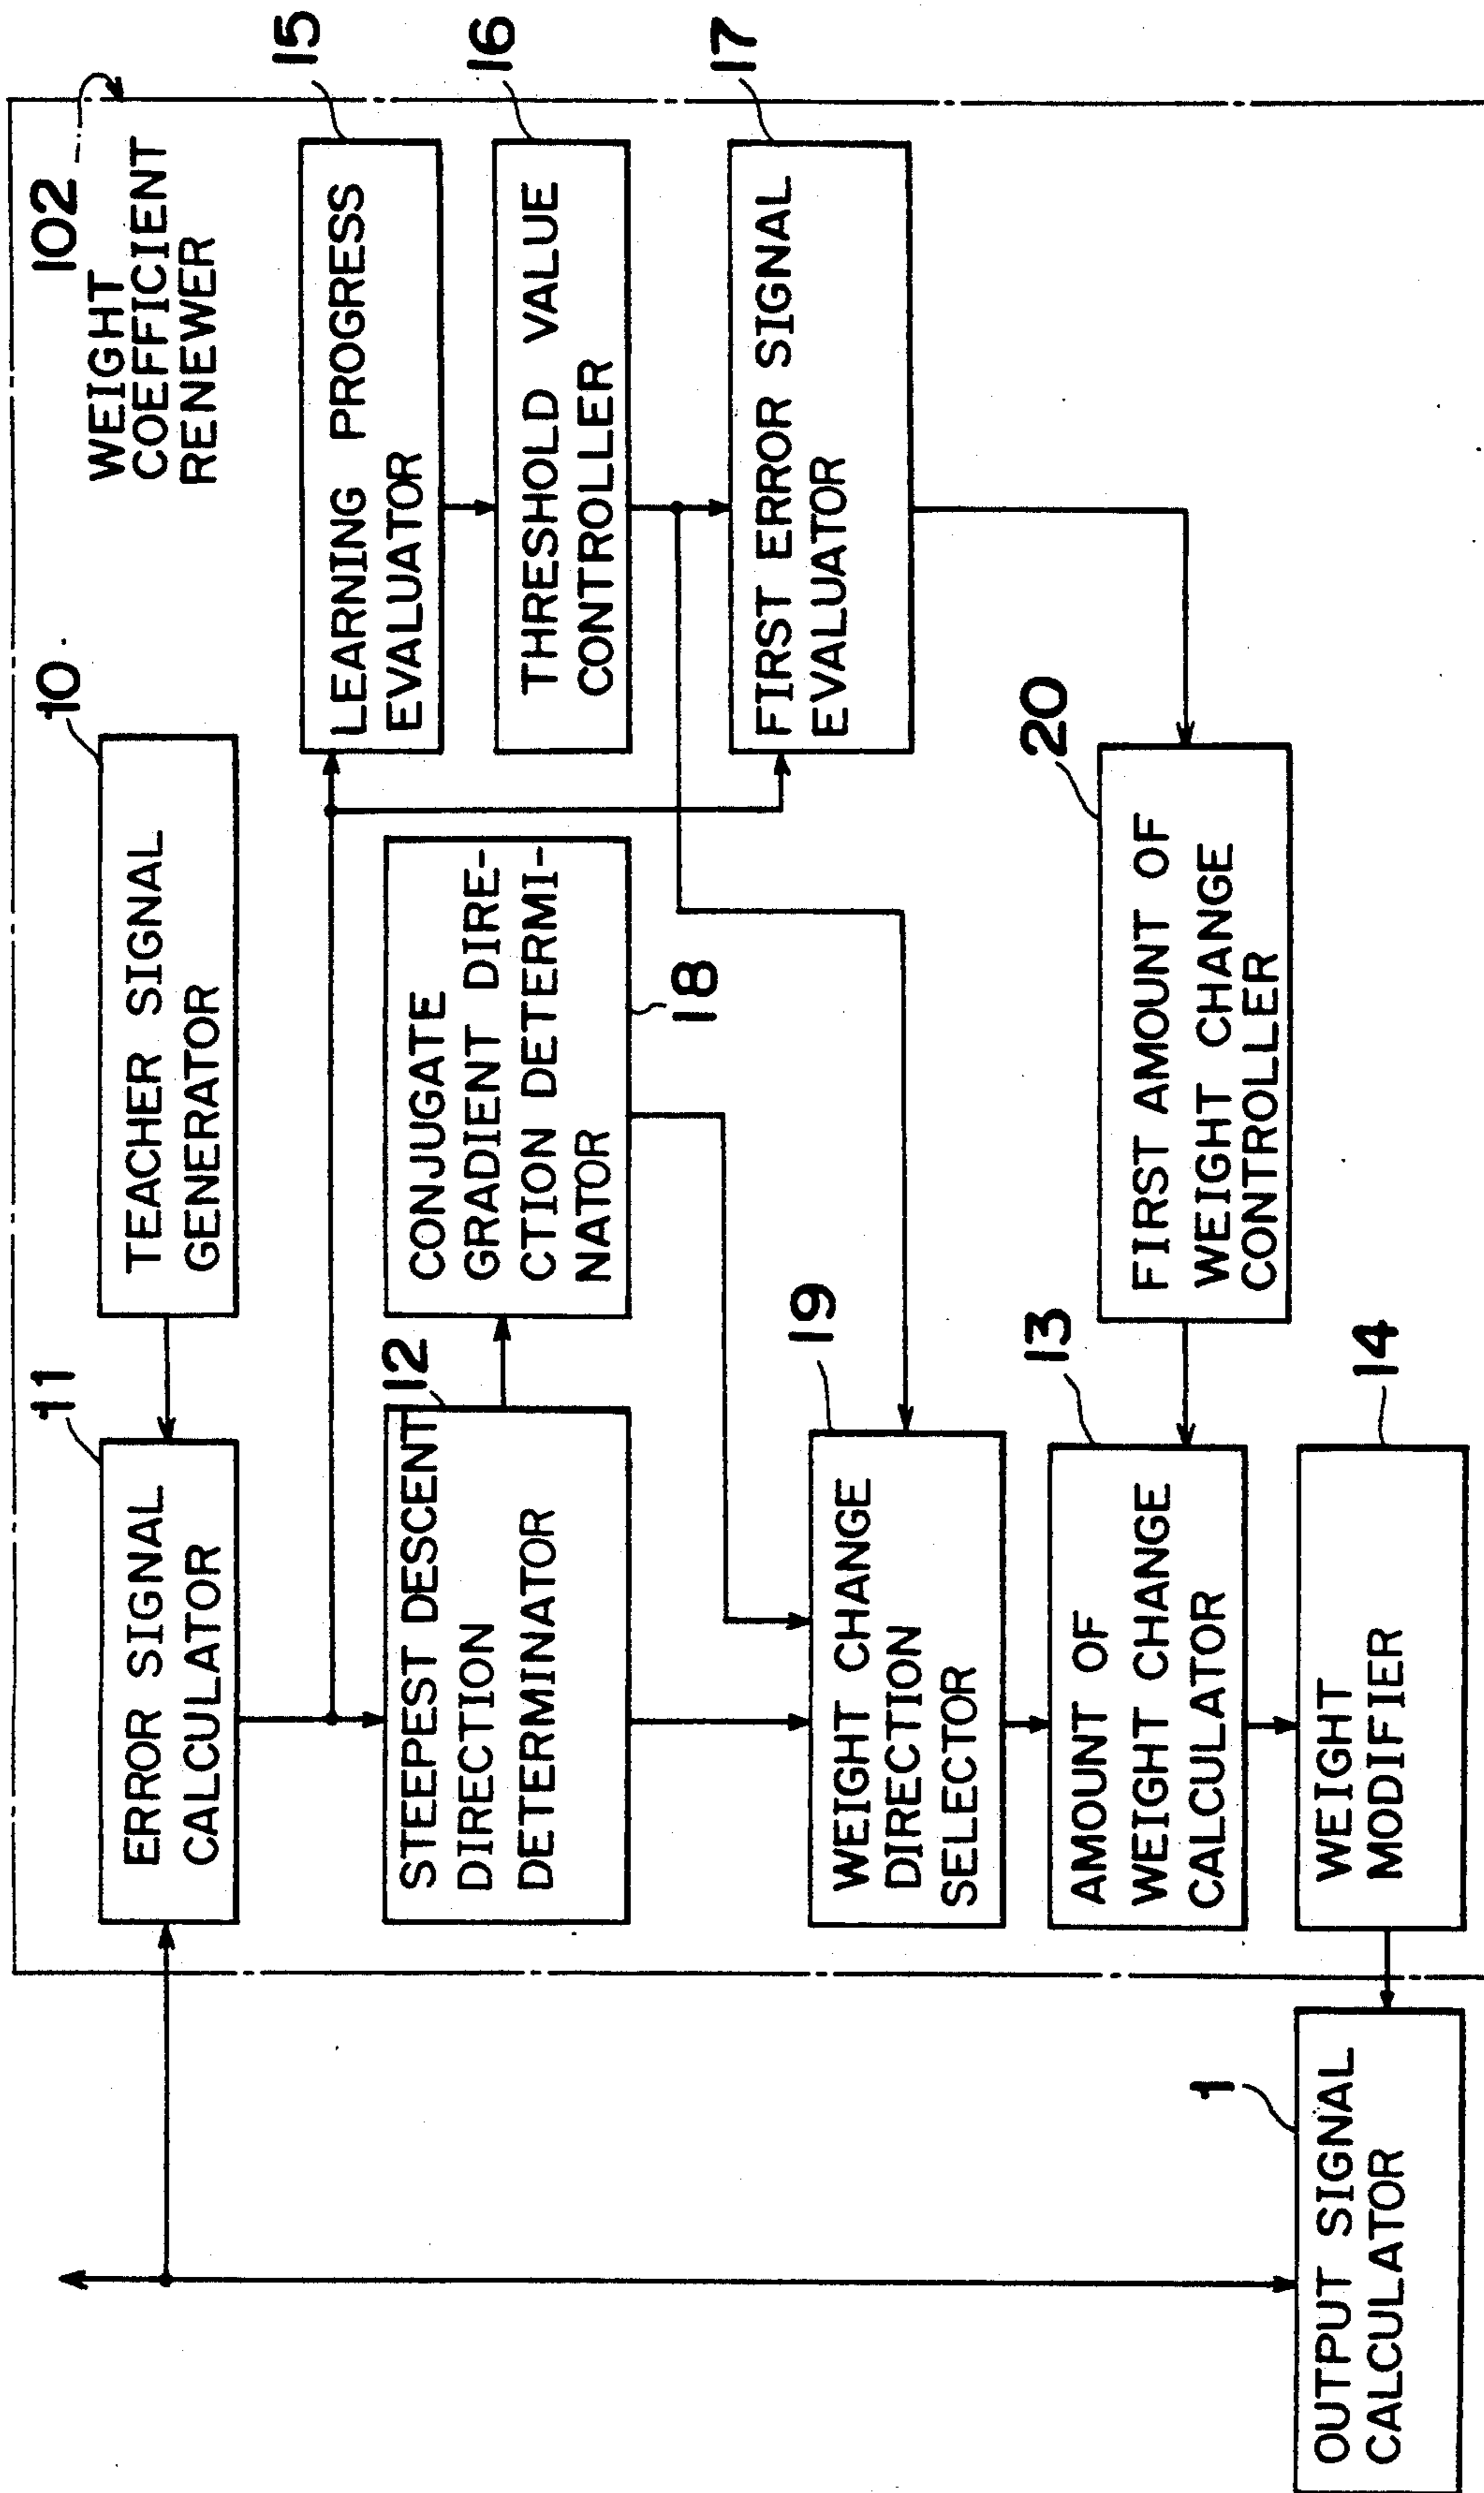 102
WEIGHT
COEFFICIENT
RENEWER
11
ERROR SIGNAL
CALCULATOR
10
TEACHER SIGNAL
GENERATOR
15
LEARNING PROGRESS
EVALUATOR
12
STEEPEST DESCENT
DIRECTION
DETERMINATOR
CONJUGATE
GRADIENT DIRE-
CTION DETERMI-
NATOR
18
16
THRESHOLD VALUE
CONTROLLER
17
FIRST ERROR SIGNAL
EVALUATOR
19
WEIGHT CHANGE
DIRECTION
SELECTOR
13
AMOUNT OF
WEIGHT CHANGE
CALCULATOR
20
FIRST AMOUNT OF
WEIGHT CHANGE
CONTROLLER
14
WEIGHT
MODIFIER
1
OUTPUT SIGNAL
CALCULATOR